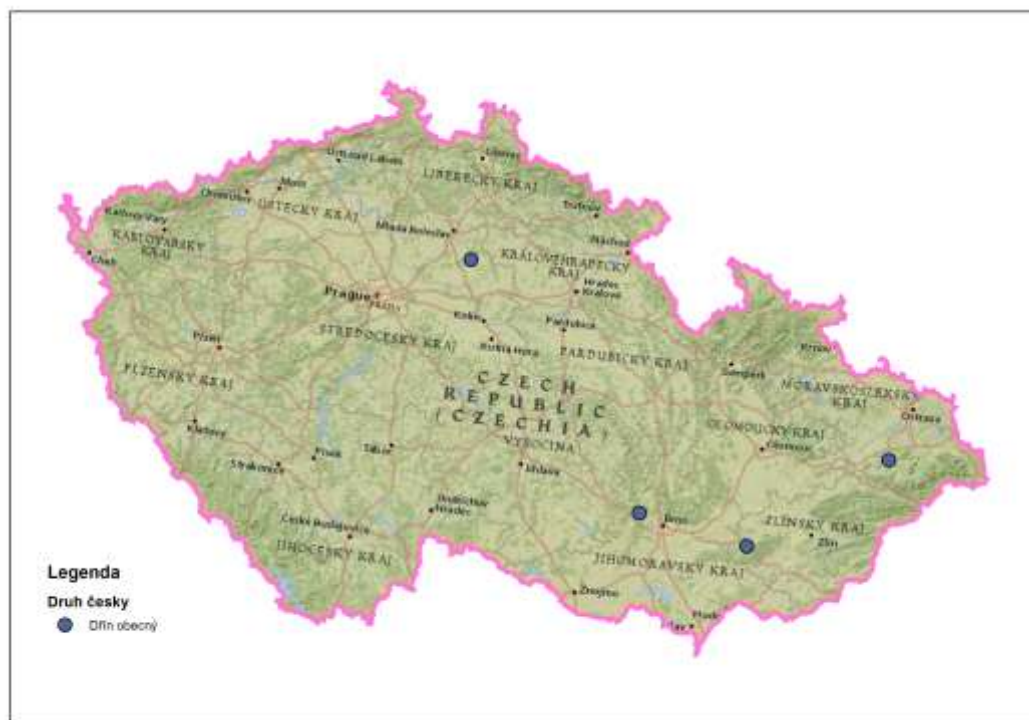 Liberec
LIBERECKÝ KRAJ
Most
Chomutov
ÚSTECKÝ KRAJ
Trutnov
Karlovy Vary
Mladá Boleslav
KARLOVARSKÝ
KRAJ
Náchod
Cheb
KRÁLOVÉHRADECKÝ
KRAJ
Hradec
Králové
Prague
Kolín
Pardubice
STŘEDOČESKÝ KRAJ
Kutná Hora
PARDUBICKÝ KRAJ
Plzeň
PLZEŇSKÝ KRAJ
Krnov
Šumperk
MORAVSKOSLEZSKÝ
KRAJ
Ostrava
CZECH
REPUBLIC
(CZECHIA)
VYSOČINA
OLOMOUCKÝ KRAJ
Olomouc
Klatovy
Strakonice
Písek
Tábor
Jihlava
Jindřichův
Hradec
České Budějovice
JIHOČESKÝ KRAJ
Brno
ZLÍNSKÝ KRAJ
Zlín
JIHOMORAVSKÝ KRAJ
Znojmo
Legenda
Druh česky
Dřín obecný